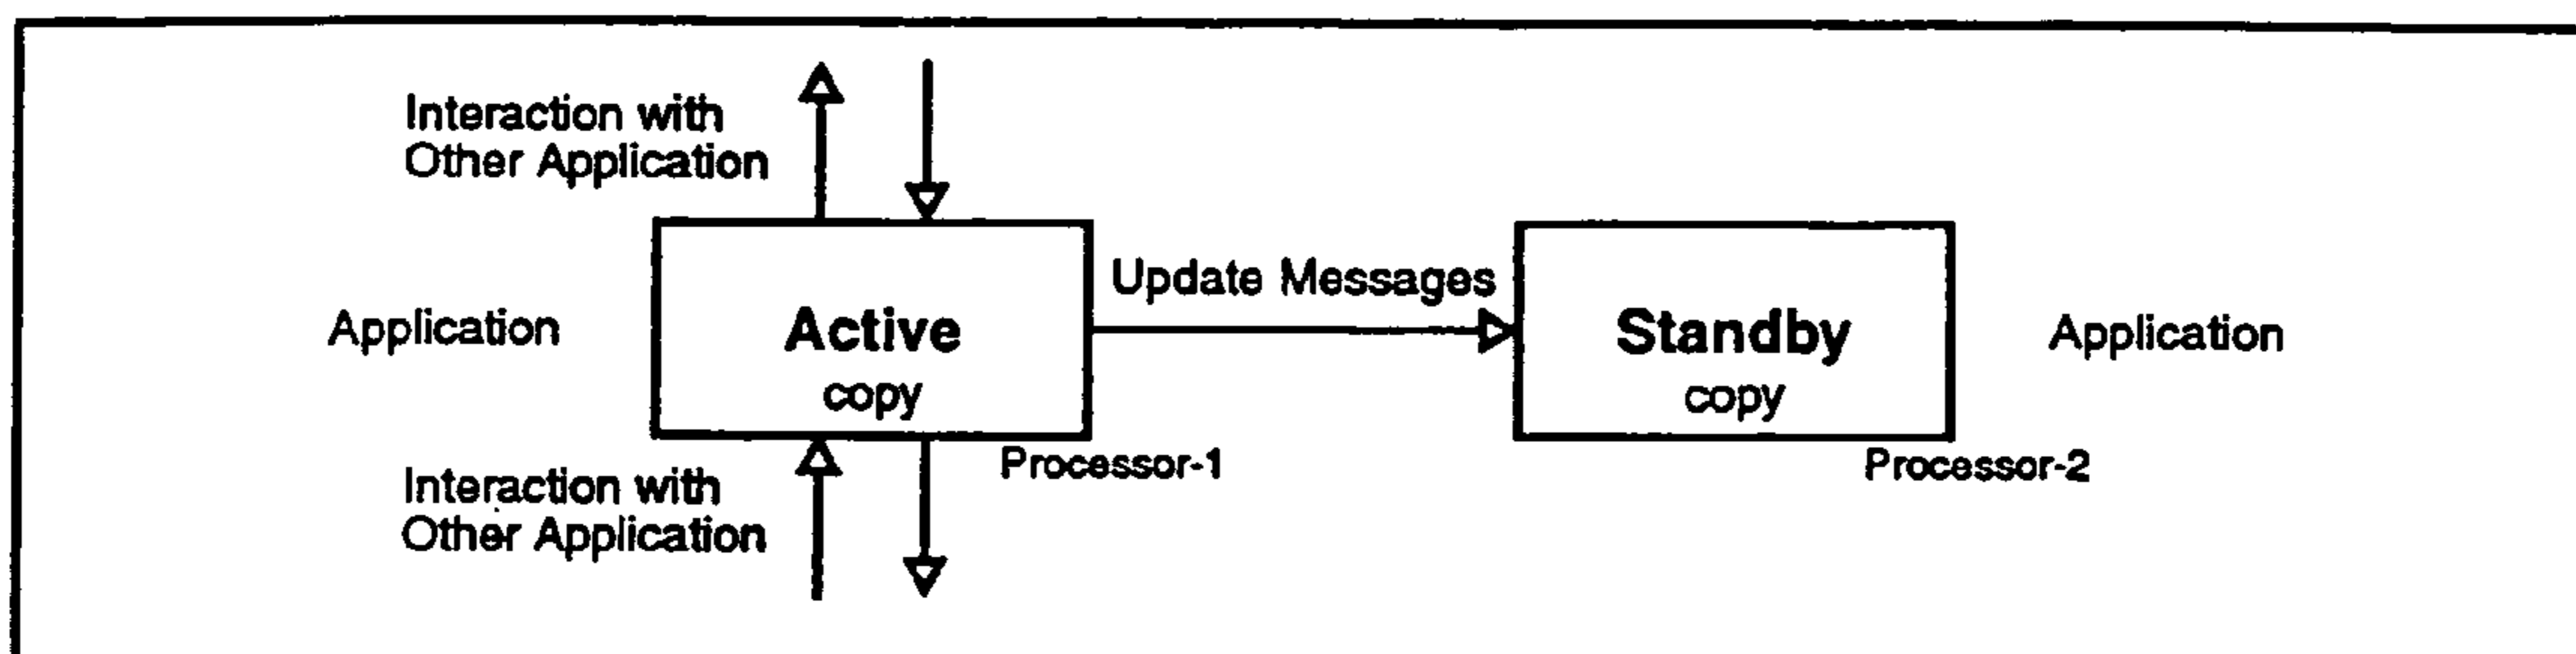 Interaction with
Other Application
Update Messages
Application
Active
copy
Standby
copy
Application
Processor-1
Processor-2
Interaction with
Other Application